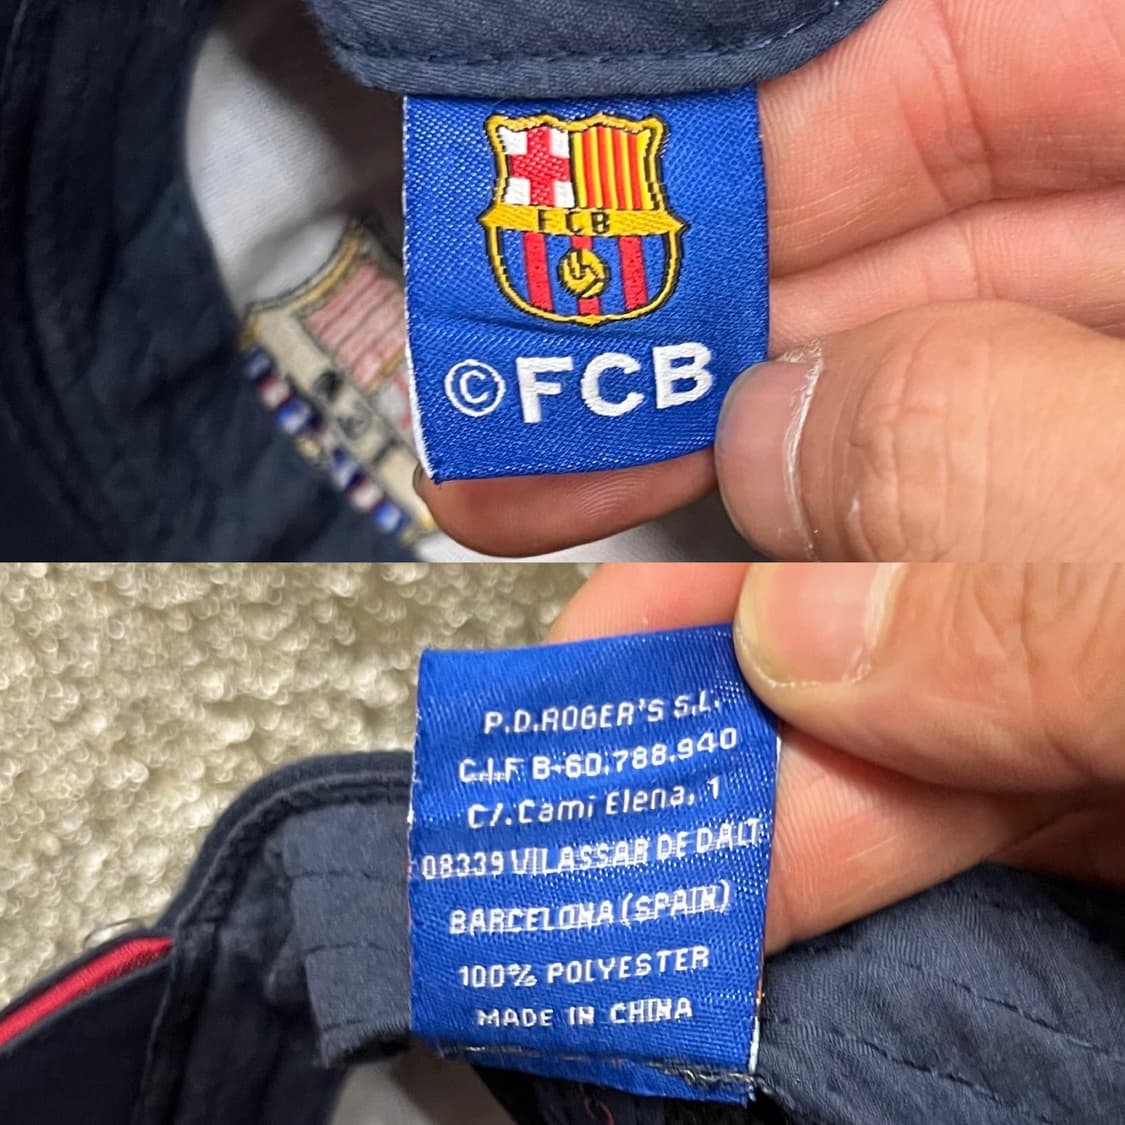 FCB
©FCB
P.D.ROGER'S S.L.
C.I.F B-60.788.940
C/.Cami Elena, 1
08339 VILASSAR DE DALT
BARCELONA (SPAIN)
100% POLYESTER
MADE IN CHINA